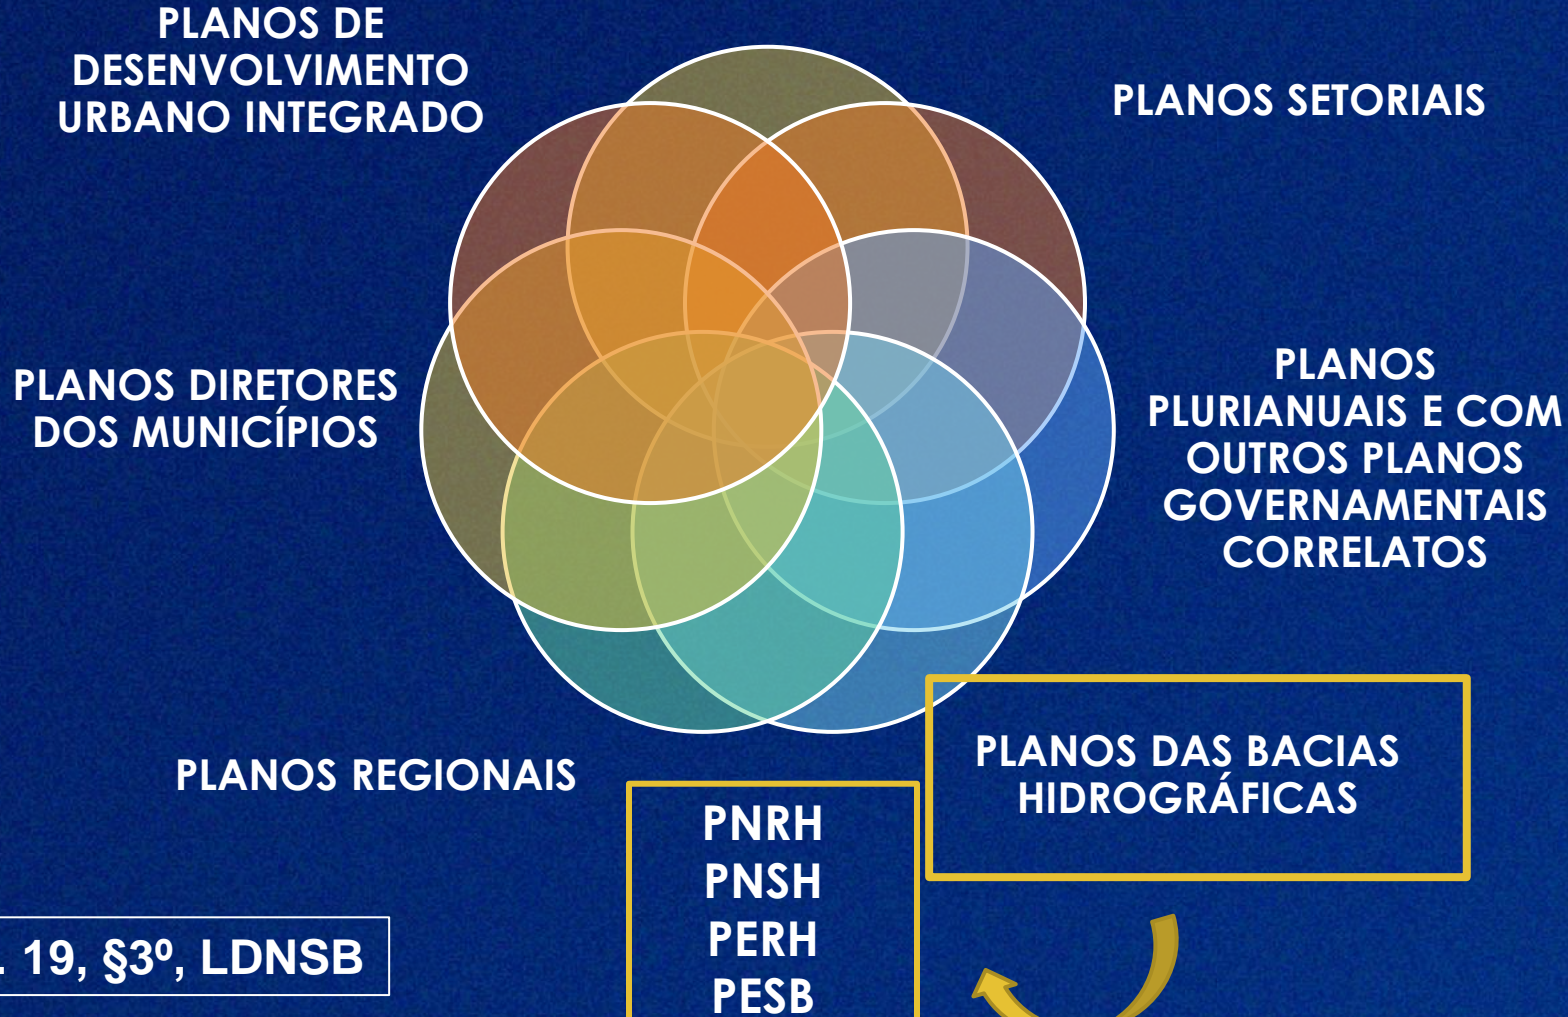 PLANOS DE
DESENVOLVIMENTO
URBANO INTEGRADO
PLANOS SETORIAIS
PLANOS DIRETORES
DOS MUNICÍPIOS
PLANOS
PLURIANUAIS E COM
OUTROS PLANOS
GOVERNAMENTAIS
CORRELATOS
PLANOS REGIONAIS
PLANOS DAS BACIAS
HIDROGRÁFICAS
PNRH
PNSH
PERH
PESB
. 19, §3º, LDNSB